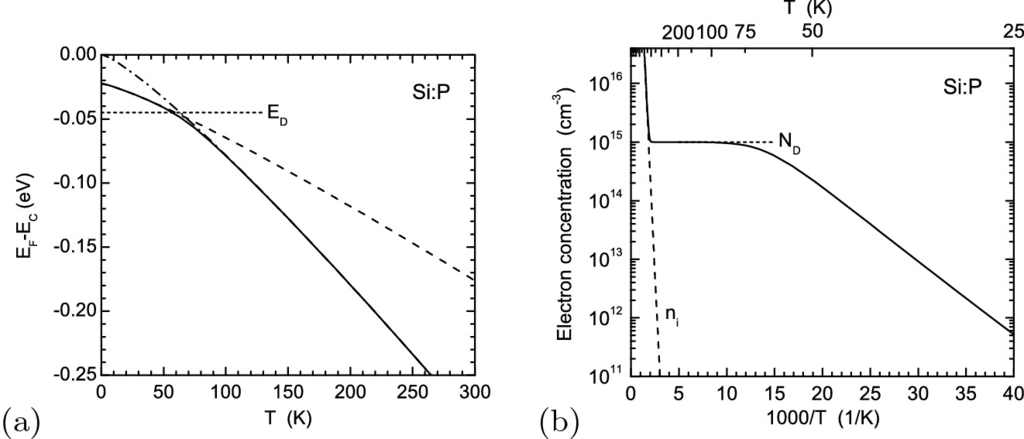 0.00
-0.05
-0.10
-0.15
-0.20
-0.25
E_F-E_C (eV)
Si:P
E_D
0 50 100 150 200 250 300
T (K)
(a)
T (K)
200 100 75 50 25
10^16
10^15
10^14
10^13
10^12
10^11
Electron concentration (cm^-3)
Si:P
N_D
n_i
0 5 10 15 20 25 30 35 40
1000/T (1/K)
(b)